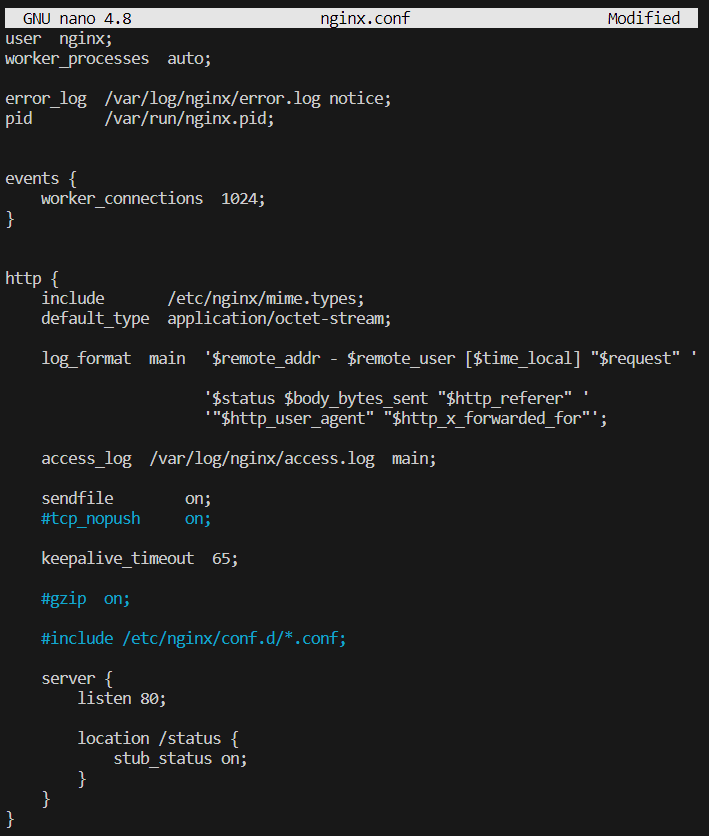 GNU nano 4.8 nginx.conf Modified
user  nginx;
worker_processes  auto;
error_log  /var/log/nginx/error.log notice;
pid        /var/run/nginx.pid;
events {
    worker_connections  1024;
}
http {
    include       /etc/nginx/mime.types;
    default_type  application/octet-stream;
    log_format  main  '$remote_addr - $remote_user [$time_local] "$request" '
                      '$status $body_bytes_sent "$http_referer" '
                      '"$http_user_agent" "$http_x_forwarded_for"';
    access_log  /var/log/nginx/access.log  main;
    sendfile        on;
    #tcp_nopush     on;
    keepalive_timeout  65;
    #gzip  on;
    #include /etc/nginx/conf.d/*.conf;
    server {
        listen 80;
        location /status {
            stub_status on;
        }
    }
}